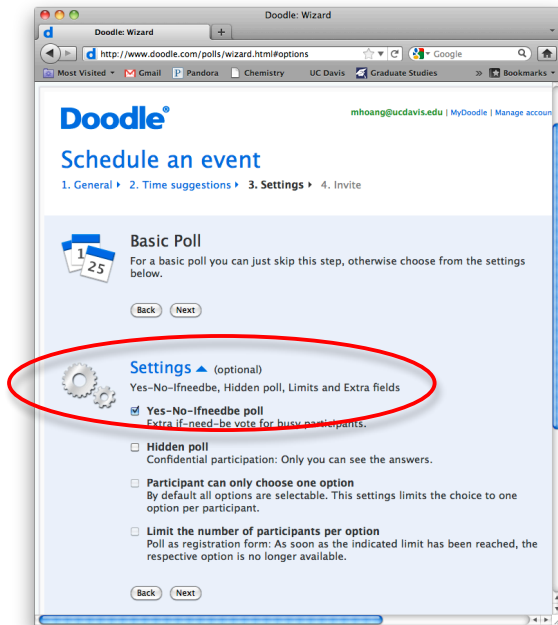 Doodle: Wizard
d Doodle: Wizard +
d http://www.doodle.com/polls/wizard.html#options Google
Most Visited Gmail P Pandora Chemistry UC Davis Graduate Studies » Bookmarks
Doodle®
mhoang@ucdavis.edu | MyDoodle | Manage accoun
Schedule an event
1. General 2. Time suggestions 3. Settings 4. Invite
1
25
Basic Poll
For a basic poll you can just skip this step, otherwise choose from the settings
below.
Back Next
Settings (optional)
Yes-No-Ifneedbe, Hidden poll, Limits and Extra fields
Yes-No-Ifneedbe poll
Extra if-need-be vote for busy participants.
Hidden poll
Confidential participation: Only you can see the answers.
Participant can only choose one option
By default all options are selectable. This settings limits the choice to one
option per participant.
Limit the number of participants per option
Poll as registration form: As soon as the indicated limit has been reached, the
respective option is no longer available.
Back Next